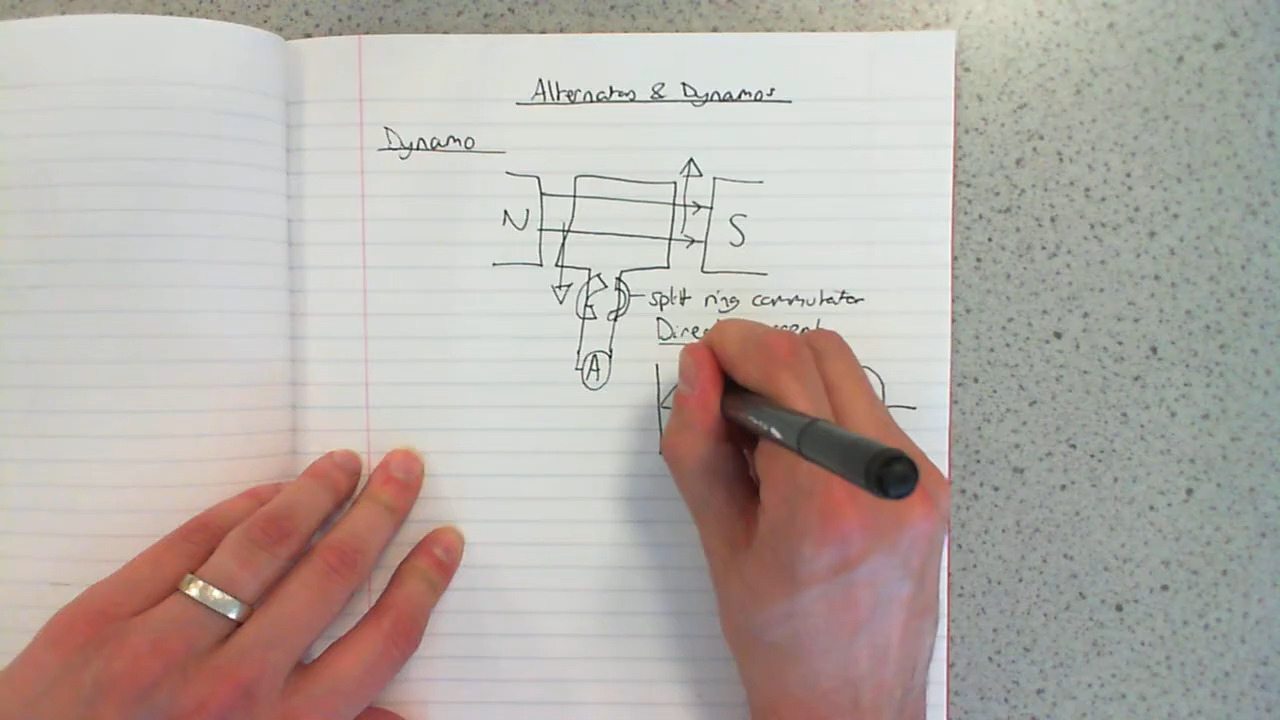 Alternators & Dynamos
Dynamo
N
S
split ring commutator
A